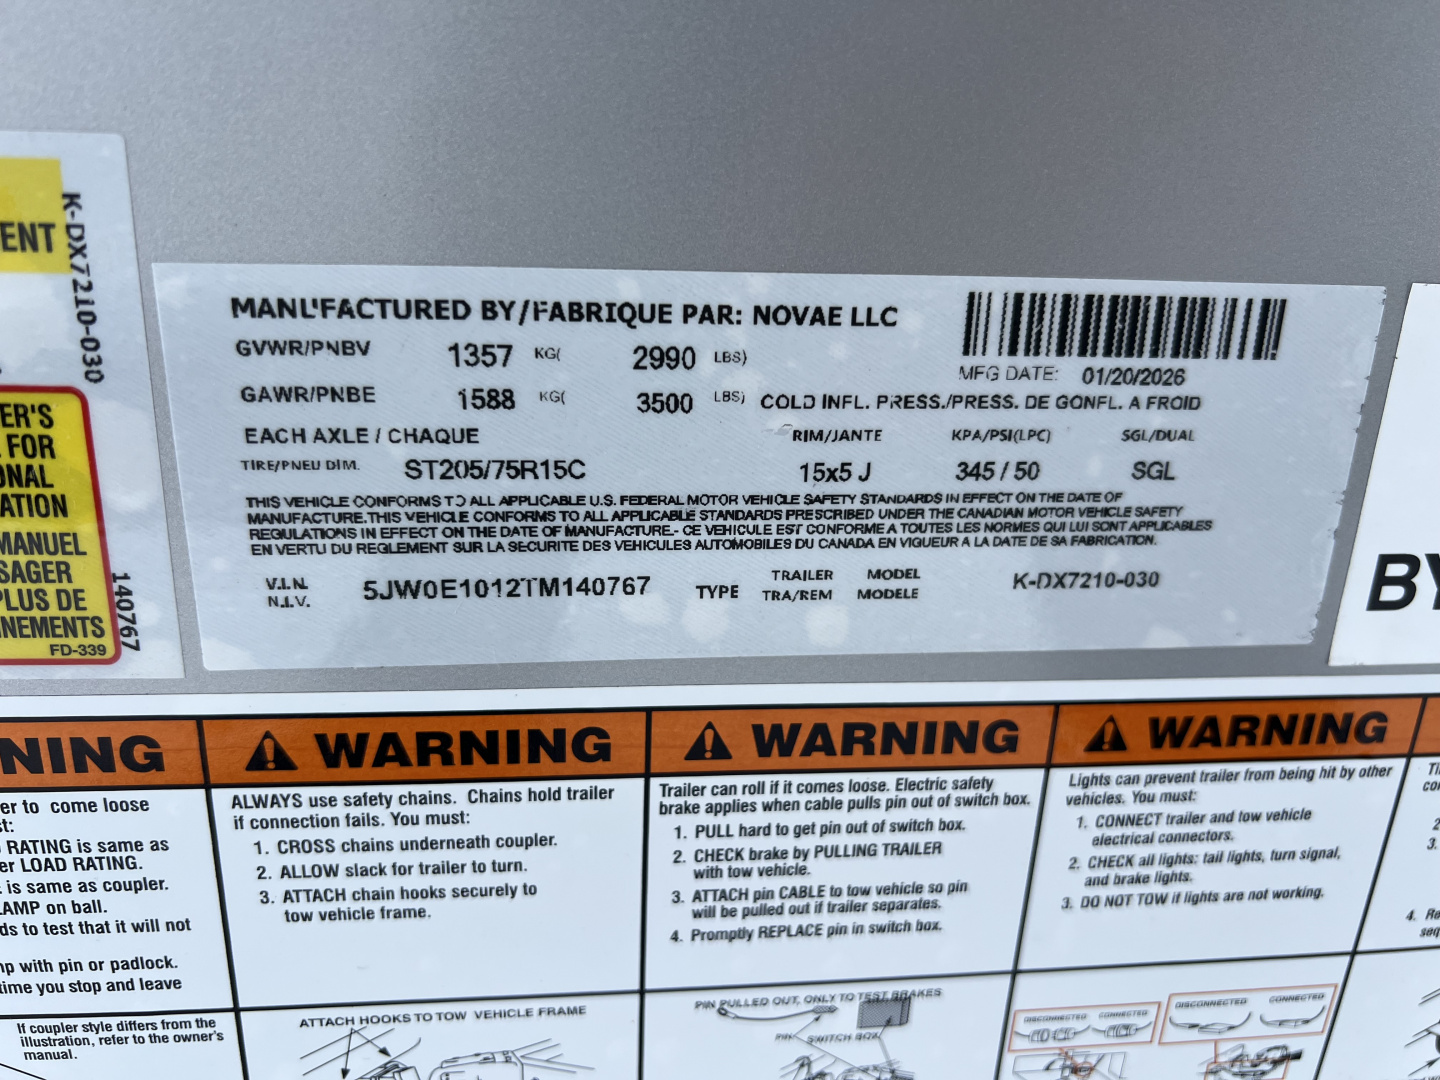 ENT
K-DX7210-030
ER'S
FOR
ONAL
ATION
MANUEL
SAGER
PLUS DE
NEMENTS
FD-339
140767
MANUFACTURED BY/FABRIQUE PAR: NOVAE LLC
GVWR/PNBV 1357 KG( 2990 LBS)
MFG DATE: 01/20/2026
GAWR/PNBE 1588 KG( 3500 LBS) COLD INFL. PRESS./PRESS. DE GONFL. A FROID
EACH AXLE / CHAQUE RIM/JANTE KPA/PSI(LPC) SGL/DUAL
TIRE/PNEU DIM. ST205/75R15C 15x5 J 345 / 50 SGL
THIS VEHICLE CONFORMS TO ALL APPLICABLE U.S. FEDERAL MOTOR VEHICLE SAFETY STANDARDS IN EFFECT ON THE DATE OF
MANUFACTURE.THIS VEHICLE CONFORMS TO ALL APPLICABLE STANDARDS PRESCRIBED UNDER THE CANADIAN MOTOR VEHICLE SAFETY
REGULATIONS IN EFFECT ON THE DATE OF MANUFACTURE.- CE VEHICULE EST CONFORME A TOUTES LES NORMES QUI LUI SONT APPLICABLES
EN VERTU DU REGLEMENT SUR LA SECURITE DES VEHICULES AUTOMOBILES DU CANADA EN VIGUEUR A LA DATE DE SA FABRICATION.
V.I.N. 5JW0E1012TM140767 TYPE TRAILER MODEL K-DX7210-030
N.I.V. TRA/REM MODELE
BY
NING
er to come loose
st:
RATING is same as
er LOAD RATING.
is same as coupler.
AMP on ball.
ds to test that it will not
np with pin or padlock.
time you stop and leave
If coupler style differs from the
illustration, refer to the owner's
manual.
WARNING
ALWAYS use safety chains. Chains hold trailer
if connection fails. You must:
1. CROSS chains underneath coupler.
2. ALLOW slack for trailer to turn.
3. ATTACH chain hooks securely to
tow vehicle frame.
ATTACH HOOKS TO TOW VEHICLE FRAME
WARNING
Trailer can roll if it comes loose. Electric safety
brake applies when cable pulls pin out of switch box.
1. PULL hard to get pin out of switch box.
2. CHECK brake by PULLING TRAILER
with tow vehicle.
3. ATTACH pin CABLE to tow vehicle so pin
will be pulled out if trailer separates.
4. Promptly REPLACE pin in switch box.
PIN PULLED OUT, ONLY TO TEST BRAKES
PIN SWITCH BOX
WARNING
Lights can prevent trailer from being hit by other
vehicles. You must:
1. CONNECT trailer and tow vehicle
electrical connectors.
2. CHECK all lights: tail lights, turn signal,
and brake lights.
3. DO NOT TOW if lights are not working.
DISCONNECTED CONNECTED
DISCONNECTED CONNECTED
3.
4. Re
seq